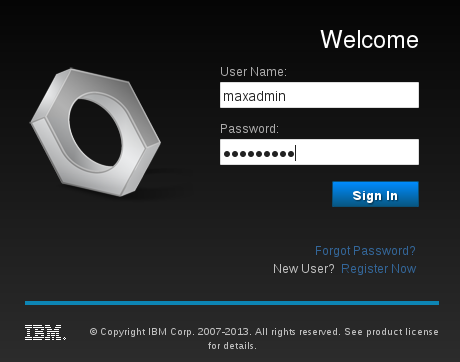 Welcome
User Name:
maxadmin
Password:
●●●●●●●●●
Sign In
Forgot Password?
New User? Register Now
IBM.
© Copyright IBM Corp. 2007-2013. All rights reserved. See product license
for details.